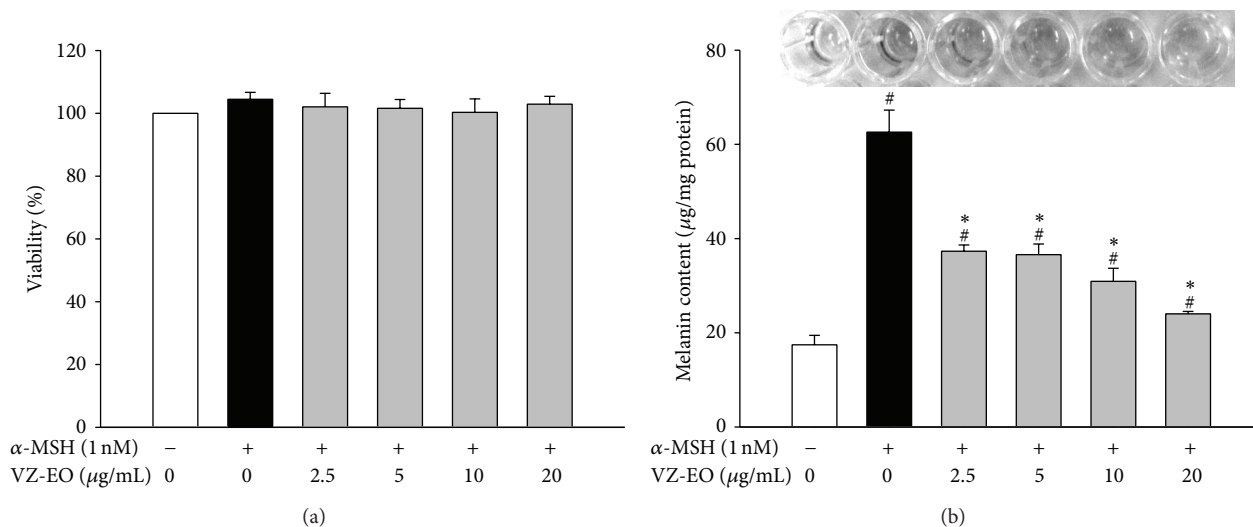 120
100
80
60
40
20
0
Viability (%)
α-MSH (1 nM) − + + + + +
VZ-EO (μg/mL) 0 0 2.5 5 10 20
(a)
80
60
40
20
0
Melanin content (μg/mg protein)
#
*
#
*
#
*
#
*
#
α-MSH (1 nM) − + + + + +
VZ-EO (μg/mL) 0 0 2.5 5 10 20
(b)